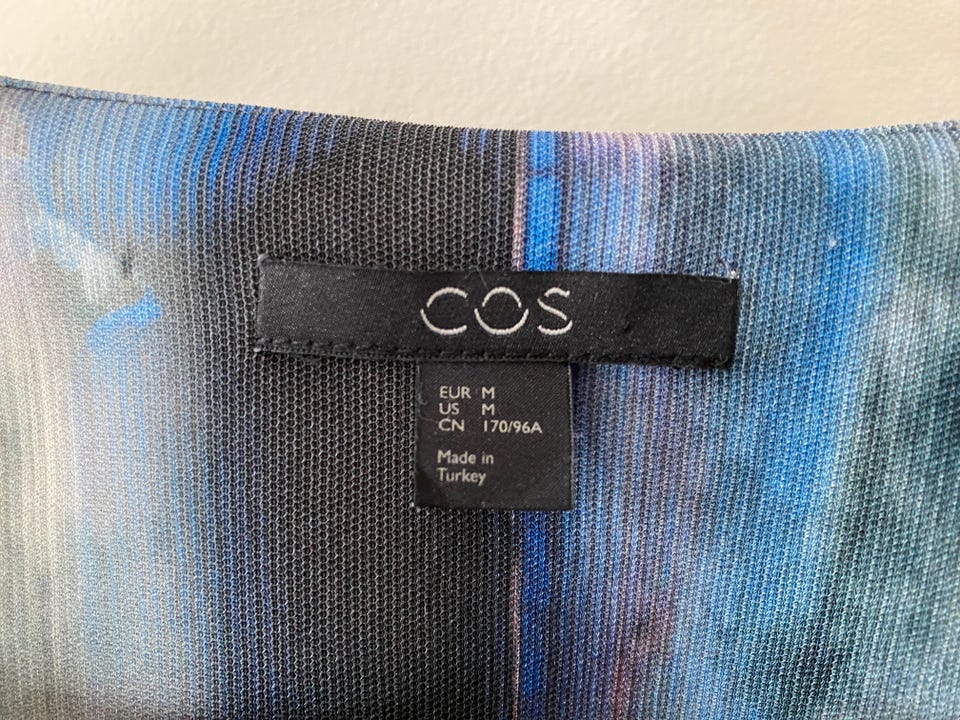 COS
EUR M
US M
CN 170/96A
Made in
Turkey